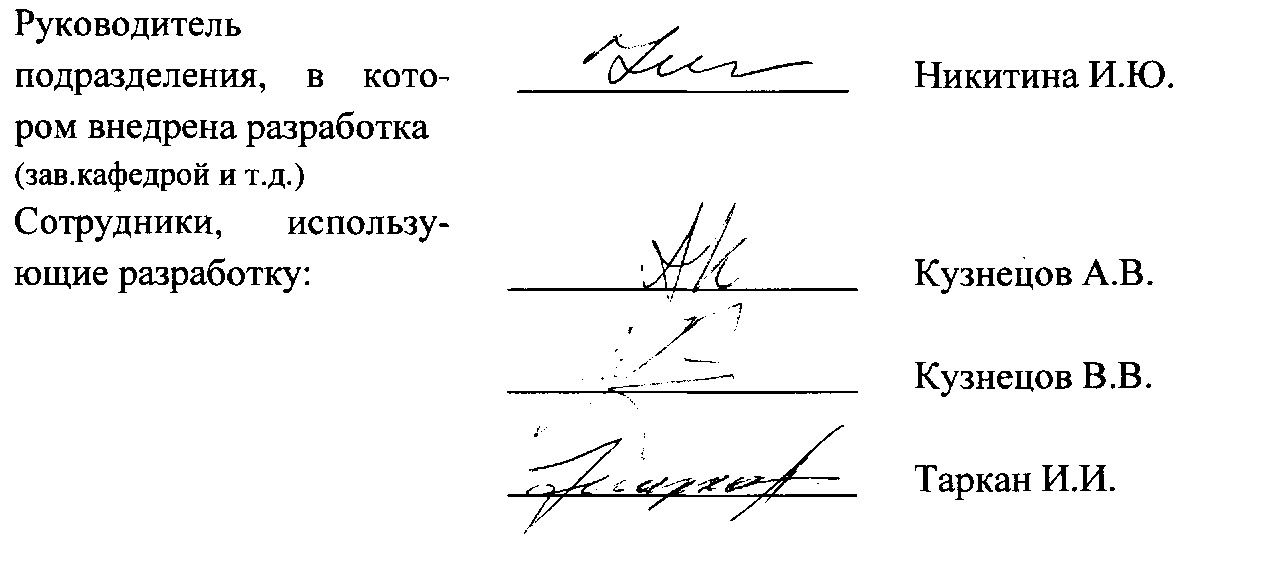 Руководитель
подразделения, в кото-
ром внедрена разработка
(зав.кафедрой и т.д.)
Никитина И.Ю.
Сотрудники, использу-
ющие разработку:
Кузнецов А.В.
Кузнецов В.В.
Таркан И.И.